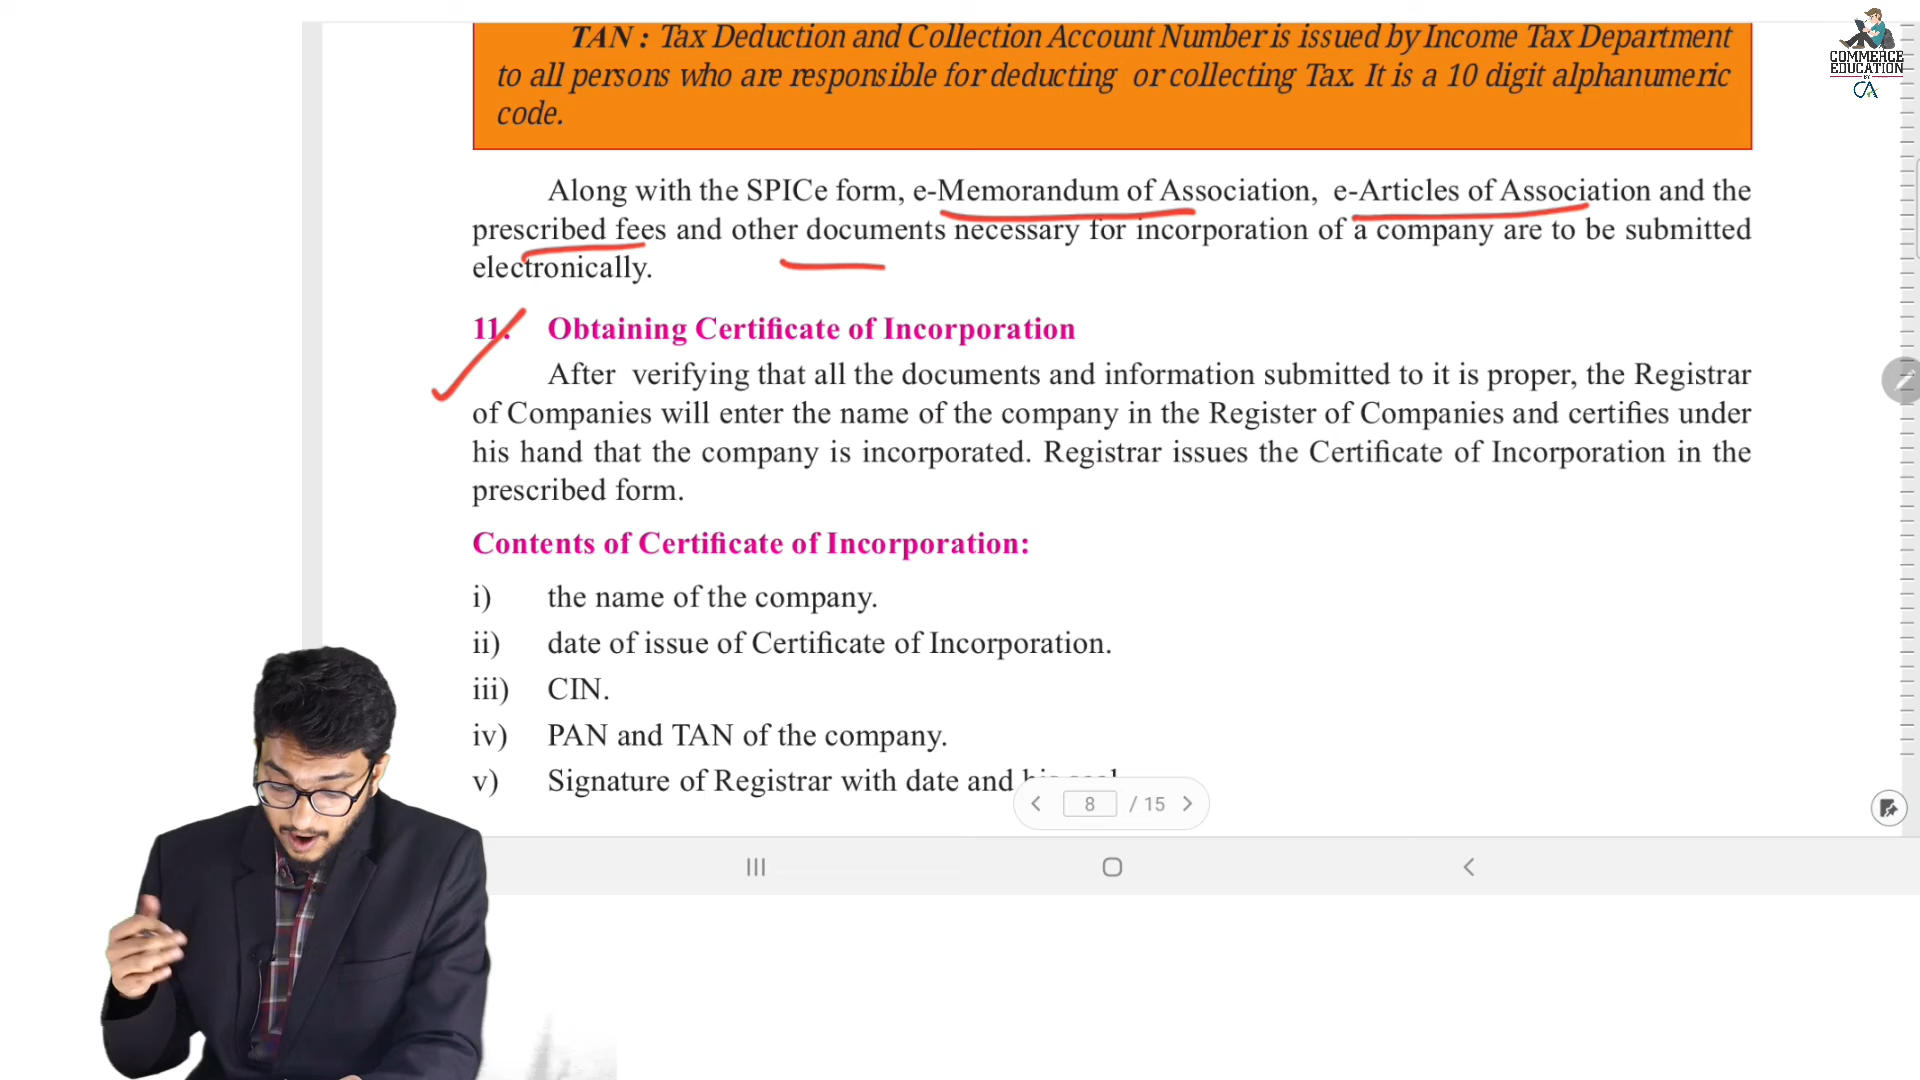 TAN : Tax Deduction and Collection Account Number is issued by Income Tax Department
to all persons who are responsible for deducting or collecting Tax. It is a 10 digit alphanumeric
code.
COMMERCE
EDUCATION
BY
CA
Along with the SPICe form, e-Memorandum of Association, e-Articles of Association and the
prescribed fees and other documents necessary for incorporation of a company are to be submitted
electronically.
11. Obtaining Certificate of Incorporation
After verifying that all the documents and information submitted to it is proper, the Registrar
of Companies will enter the name of the company in the Register of Companies and certifies under
his hand that the company is incorporated. Registrar issues the Certificate of Incorporation in the
prescribed form.
Contents of Certificate of Incorporation:
i) the name of the company.
ii) date of issue of Certificate of Incorporation.
iii) CIN.
iv) PAN and TAN of the company.
v) Signature of Registrar with date and
8 / 15